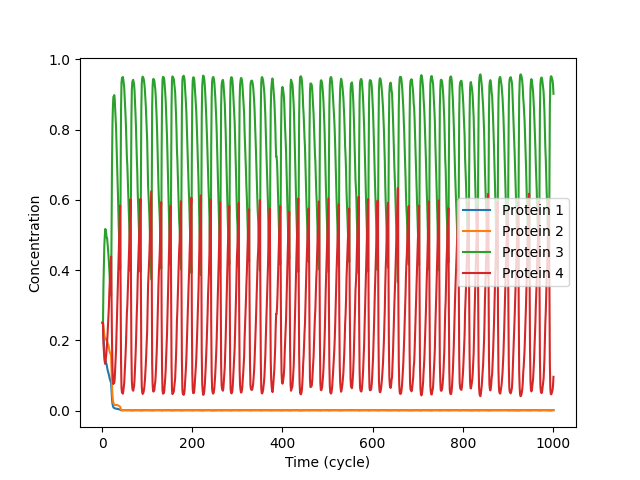 1.0
0.8
0.6
0.4
0.2
0.0
Concentration
Protein 1
Protein 2
Protein 3
Protein 4
0 200 400 600 800 1000
Time (cycle)